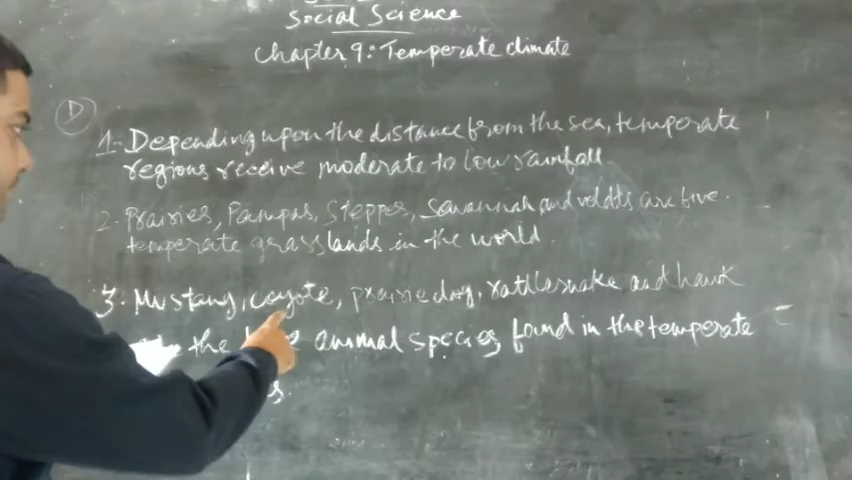 Social Science
Chapter 9: Temperate climate
D
1. Depending upon the distance from the sea, temperate
regions receive moderate to low rainfall
2. Prairies, Pampas, Steppes, Savannah and veldts are five
temperate grasslands in the world.
3. Mustang, coyote, prairie dog, rattlesnake and hawk
the animal species found in the temperate